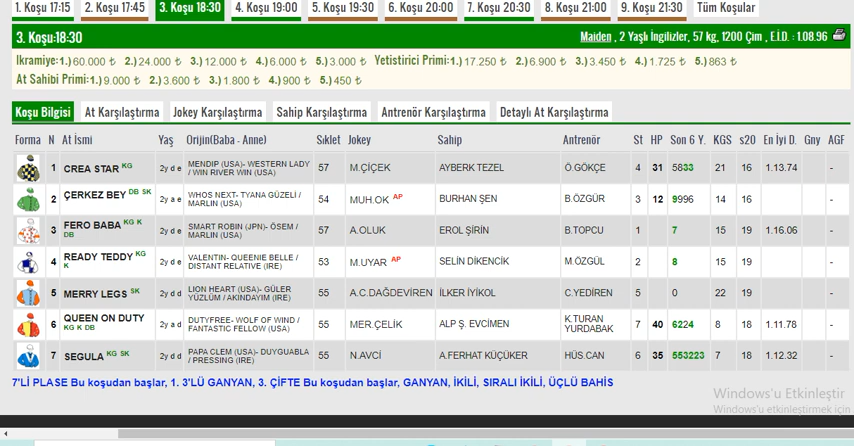 1. Koşu 17:15 2. Koşu 17:45 3. Koşu 18:30 4. Koşu 19:00 5. Koşu 19:30 6. Koşu 20:00 7. Koşu 20:30 8. Koşu 21:00 9. Koşu 21:30 Tüm Koşular
3. Koşu:18:30 Maiden , 2 Yaşlı İngilizler, 57 kg, 1200 Çim , E.İ.D. : 1.08.96
Ikramiye:1.) 60.000 ₺ 2.) 24.000 ₺ 3.) 12.000 ₺ 4.) 6.000 ₺ 5.) 3.000 ₺ Yetistirici Primi:1.) 17.250 ₺ 2.) 6.900 ₺ 3.) 3.450 ₺ 4.) 1.725 ₺ 5.) 863 ₺
At Sahibi Primi:1.) 9.000 ₺ 2.) 3.600 ₺ 3.) 1.800 ₺ 4.) 900 ₺ 5.) 450 ₺
Koşu Bilgisi At Karşılaştırma Jokey Karşılaştırma Sahip Karşılaştırma Antrenör Karşılaştırma Detaylı At Karşılaştırma
Forma N At İsmi Yaş Orijin(Baba - Anne) Sıklet Jokey Sahip Antrenör St HP Son 6 Y. KGS s20 En İyi D. Gny AGF
1 CREA STAR KG 2y d e MENDIP (USA)- WESTERN LADY / WIN RIVER WIN (USA) 57 M.ÇİÇEK AYBERK TEZEL Ö.GÖKÇE 4 31 5833 21 16 1.13.74 -
2 ÇERKEZ BEY DB SK 2y a e WHOS NEXT- TYANA GÜZELİ / MARLIN (USA) 54 MUH.OK AP BURHAN ŞEN B.ÖZGÜR 3 12 9996 14 16 -
3 FERO BABA KG K DB 2y d e SMART ROBIN (JPN)- ÖSEM / MARLIN (USA) 57 A.OLUK EROL ŞİRİN B.TOPCU 1 7 15 19 1.16.06 -
4 READY TEDDY KG K 2y d e VALENTIN- QUEENIE BELLE / DISTANT RELATIVE (IRE) 53 M.UYAR AP SELİN DİKENCİK M.ÖZGÜL 2 8 15 19 -
5 MERRY LEGS SK 2y d d LION HEART (USA)- GÜLER YÜZLÜM / AKINDAYIM (IRE) 55 A.C.DAĞDEVİREN İLKER İYİKOL C.YEDİREN 5 0 22 19 -
6 QUEEN ON DUTY KG K DB 2y a d DUTYFREE- WOLF OF WIND / FANTASTIC FELLOW (USA) 55 MER.ÇELİK ALP Ş. EVCİMEN K.TURAN YURDABAK 7 40 6224 8 18 1.11.78 -
7 SEGULA KG SK 2y d d PAPA CLEM (USA)- DUYGUABLA / PRESSING (IRE) 55 N.AVCİ A.FERHAT KÜÇÜKER HÜS.CAN 6 35 553223 7 18 1.12.32 -
7'Lİ PLASE Bu koşudan başlar, 1. 3'LÜ GANYAN, 3. ÇİFTE Bu koşudan başlar, GANYAN, İKİLİ, SIRALI İKİLİ, ÜÇLÜ BAHİS
Windows'u Etkinleştir
Windows'u etkinleştirmek için